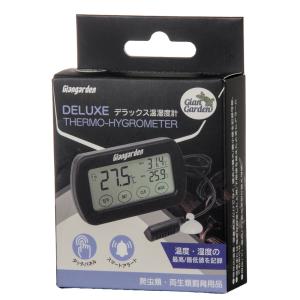 Giangarden
Gian
Garden
DELUXE デラックス温湿度計
THERMO-HYGROMETER
Giangarden
27.5℃
31.4
25.9
タッチパネル
スマートアラート
温度・湿度の
最高/最低値を記録
爬虫類・両生類飼育用品